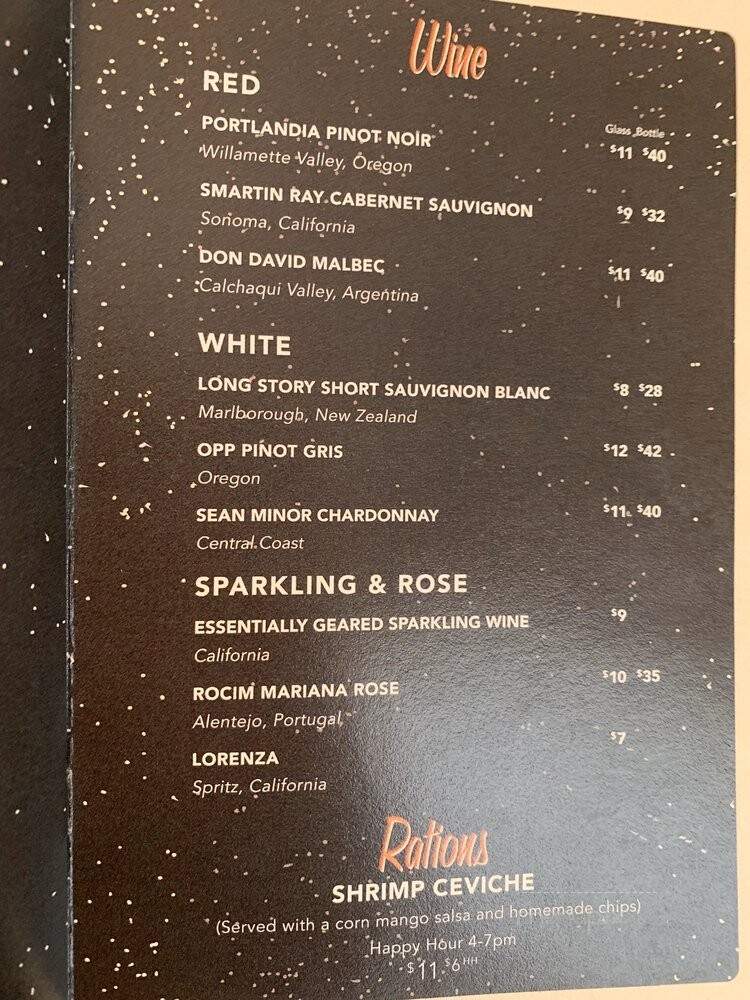 Wine
RED
Glass Bottle
PORTLANDIA PINOT NOIR $11 $40
Willamette Valley, Oregon
SMARTIN RAY CABERNET SAUVIGNON $9 $32
Sonoma, California
DON DAVID MALBEC $11 $40
Calchaqui Valley, Argentina
WHITE
LONG STORY SHORT SAUVIGNON BLANC $8 $28
Marlborough, New Zealand
OPP PINOT GRIS $12 $42
Oregon
SEAN MINOR CHARDONNAY $11 $40
Central Coast
SPARKLING & ROSE
ESSENTIALLY GEARED SPARKLING WINE $9
California
ROCIM MARIANA ROSE $10 $35
Alentejo, Portugal
LORENZA $7
Spritz, California
Rations
SHRIMP CEVICHE
(Served with a corn mango salsa and homemade chips)
Happy Hour 4-7pm
$11 $6HH